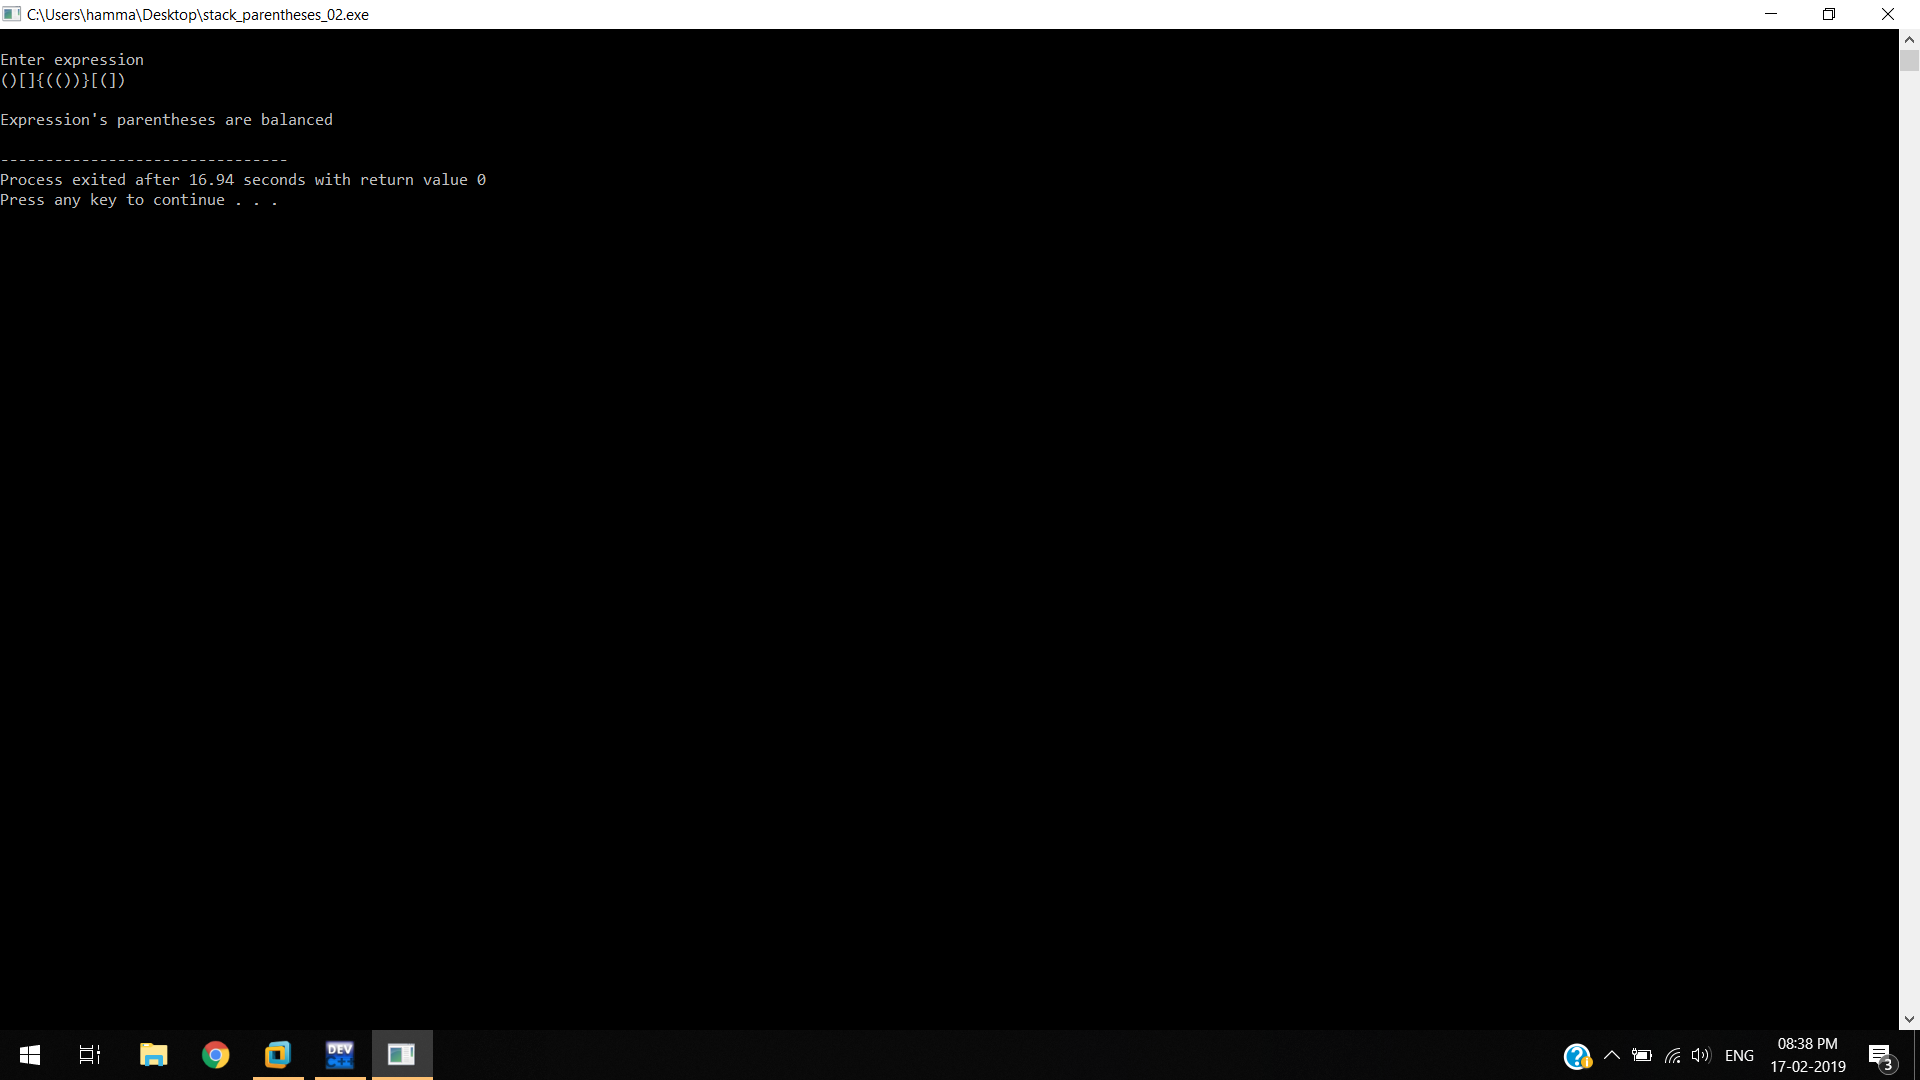 C:\Users\hamma\Desktop\stack_parentheses_02.exe
Enter expression
()[]{(())}[(])
Expression's parentheses are balanced
--------------------------------
Process exited after 16.94 seconds with return value 0
Press any key to continue . . .
DEV
C++
ENG
08:38 PM
17-02-2019
3